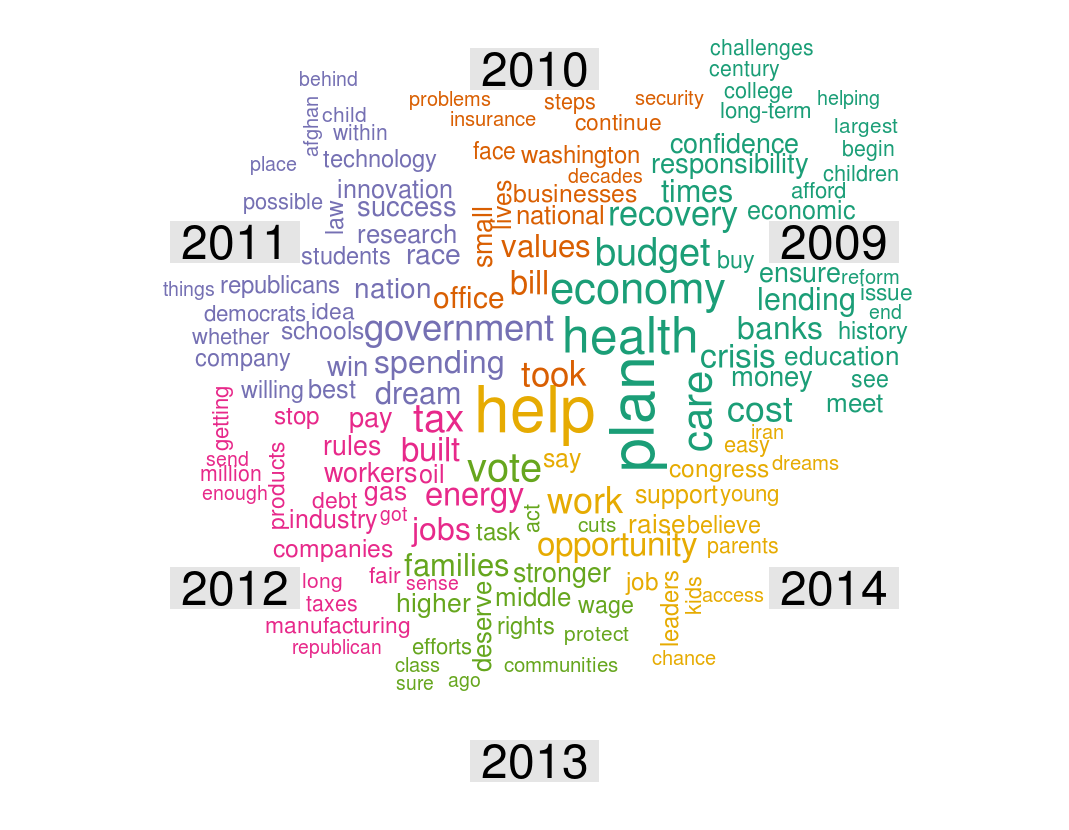 challenges
2010
century
behind
college
problems
steps
security
helping
long-term
afghan
child
insurance
continue
largest
within
confidence
begin
face
washington
place
technology
responsibility
decades
children
innovation
lives
businesses
times
afford
possible
law
success
small
national
recovery
economic
2011
research
2009
students
race
values
budget
buy
ensure
reform
things
republicans
nation
office
bill
economy
lending
issue
democrats
idea
end
whether
schools
government
health
banks
history
company
win
spending
took
crisis
education
willing
best
dream
plan
care
money
see
getting
stop
pay
tax
help
cost
meet
iran
rules
built
easy
send
products
workers
oil
vote
say
congress
dreams
million
enough
debt
gas
energy
work
support
young
industry
got
jobs
task
act
cuts
raise
believe
companies
opportunity
parents
families
stronger
2012
long
fair
sense
job
leaders
kids
access
2014
taxes
higher
deserve
middle
wage
manufacturing
rights
protect
republican
efforts
class
communities
chance
sure
ago
2013